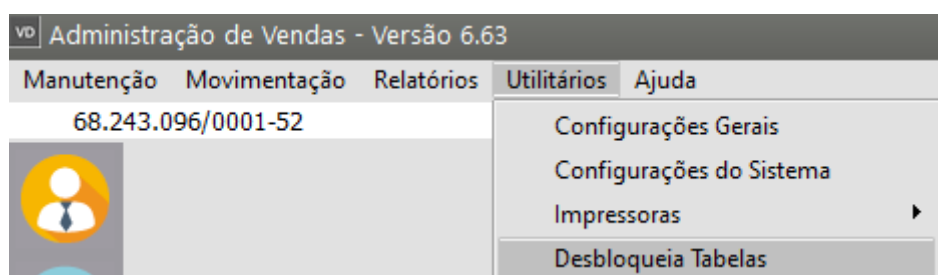 VD Administração de Vendas - Versão 6.63
Manutenção Movimentação Relatórios Utilitários Ajuda
68.243.096/0001-52
Configurações Gerais
Configurações do Sistema
Impressoras
Desbloqueia Tabelas